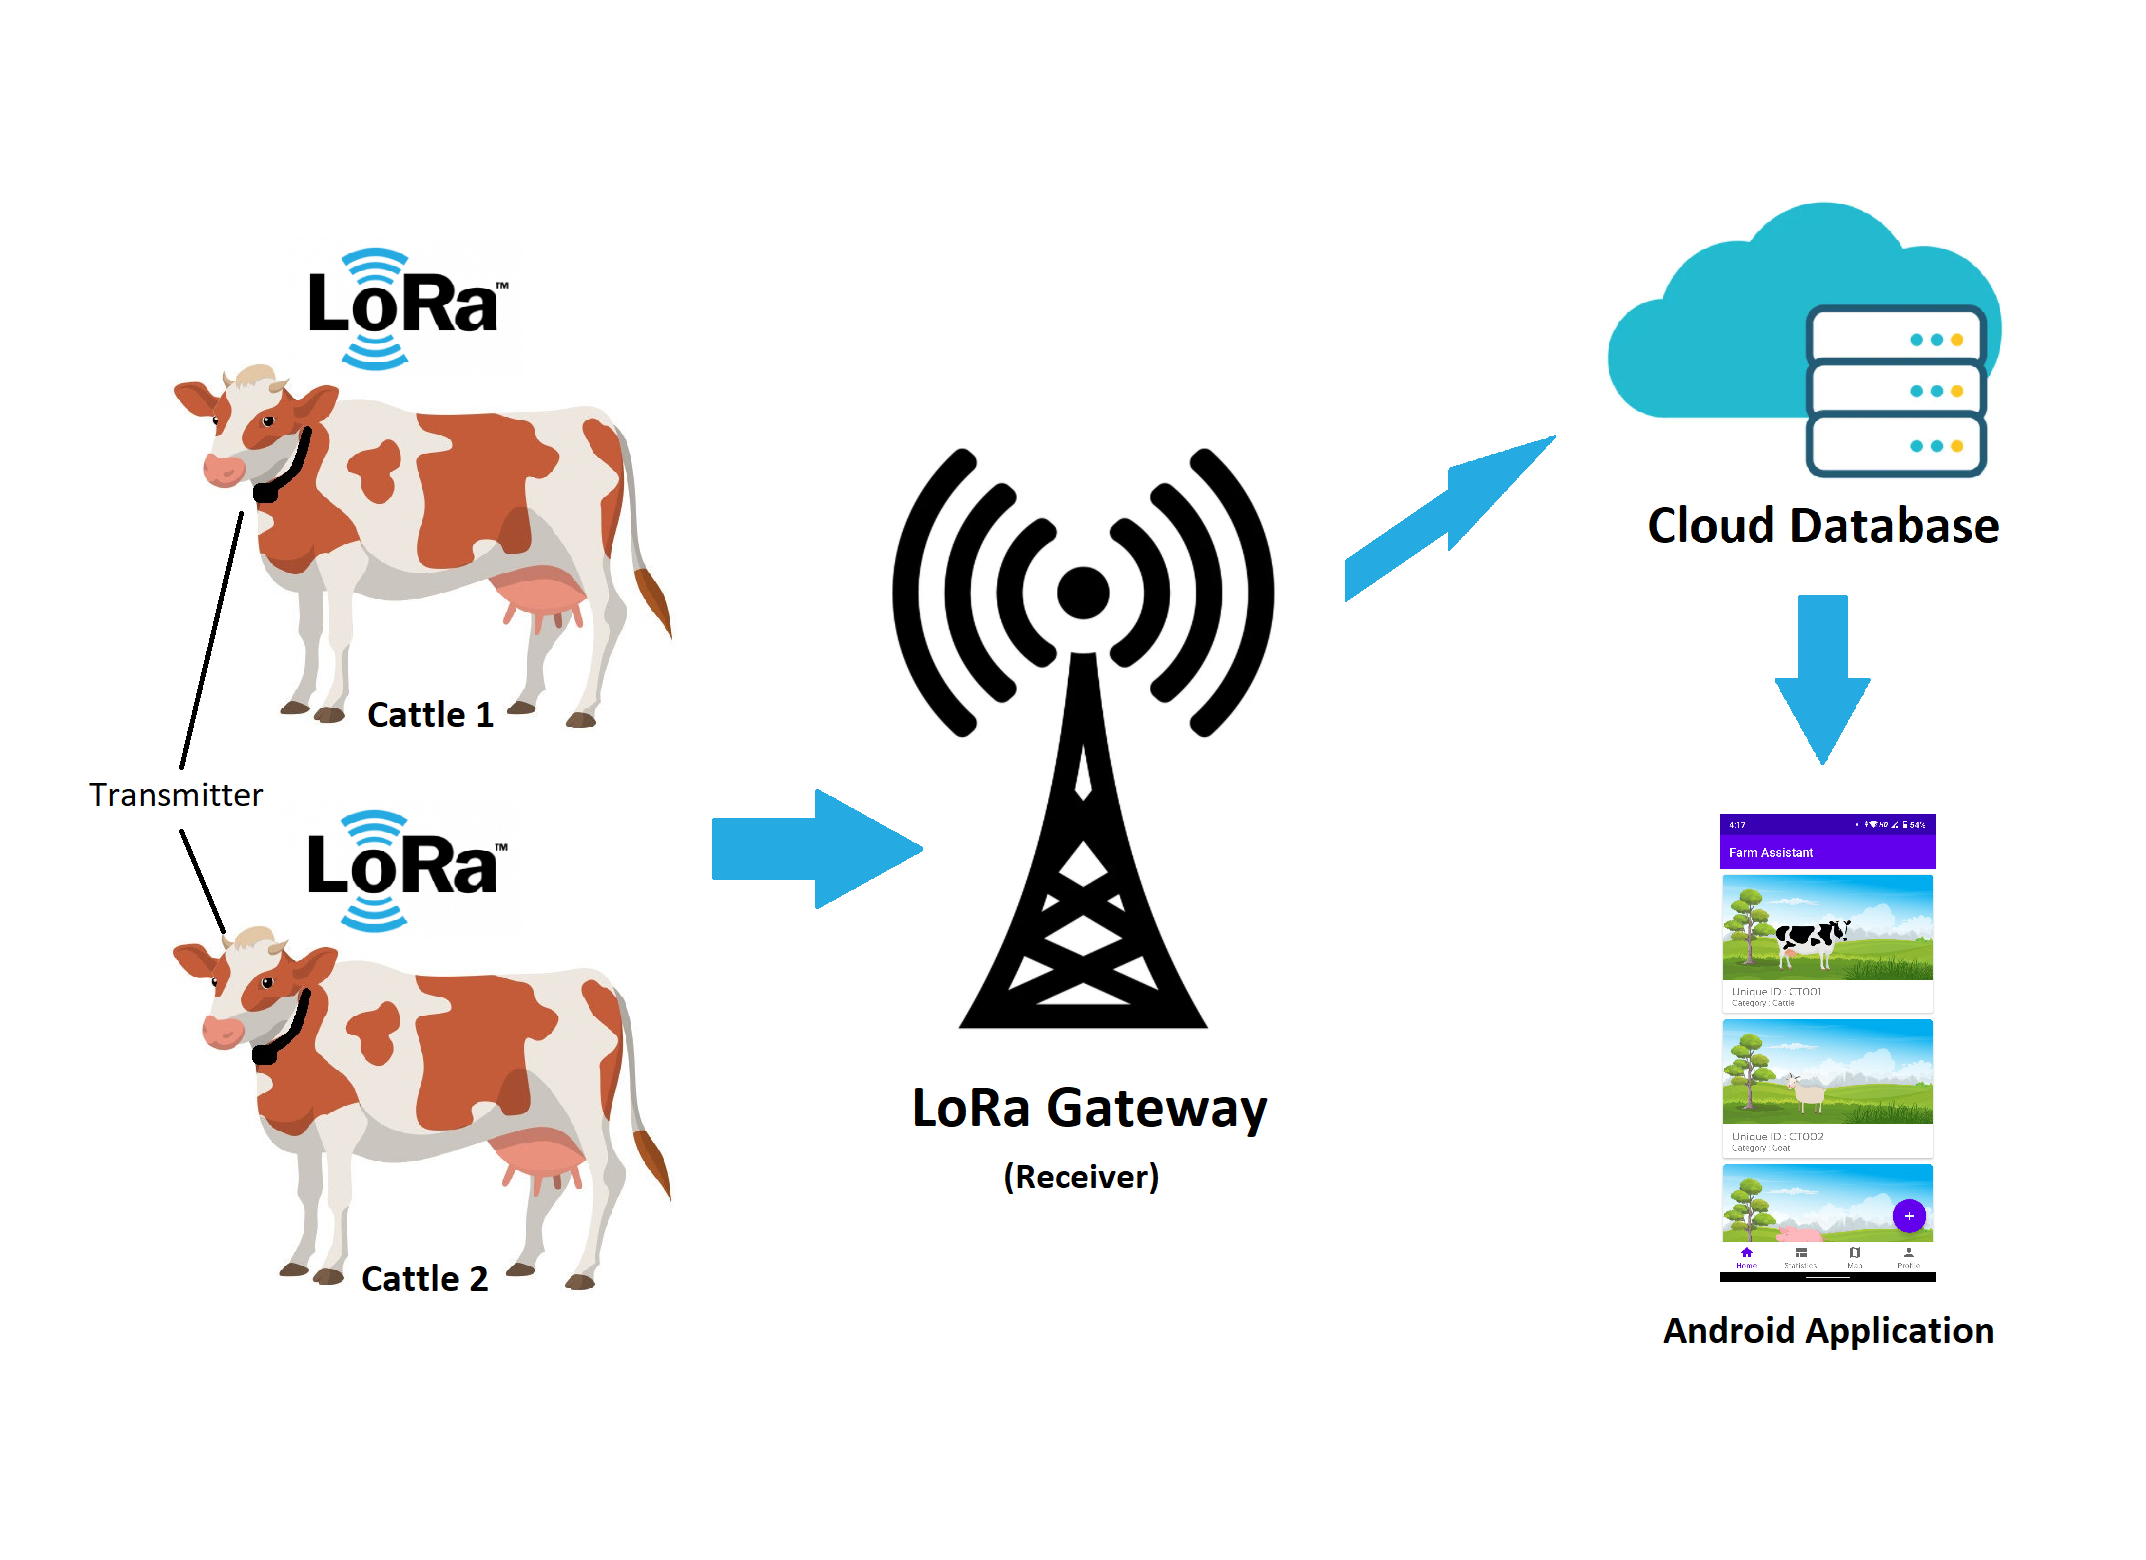 LoRa™
Cattle 1
Transmitter
LoRa™
Cattle 2
LoRa Gateway
(Receiver)
Cloud Database
4:17
54%
Farm Assistant
Unique ID : CT001
Category : Cattle
Unique ID : CT002
Category : Goat
+
Home Statistics Map Profile
Android Application